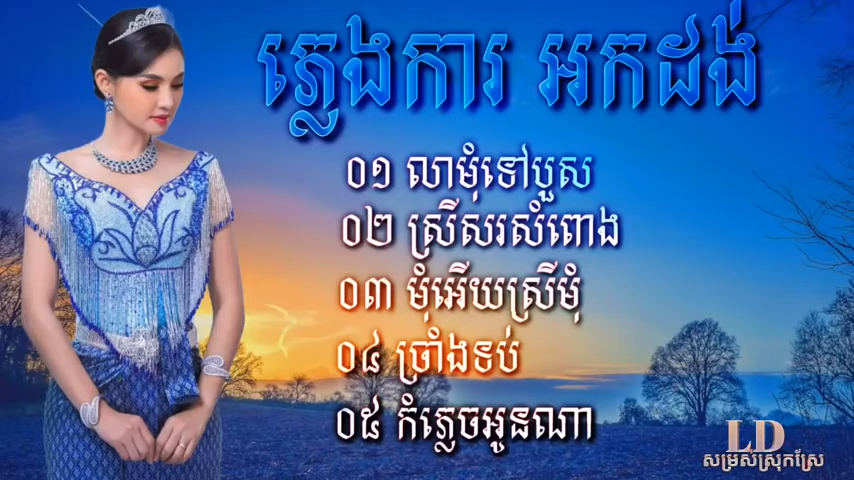 ភ្លេងការ អកដង់
០១ លាមុំទៅបួស
០២ ស្រីសរសំពោង
០៣ មុំអើយស្រីមុំ
០៤ ច្រាំងទប់
០៥ កំភ្លេចអូនណា
LD
សម្រស់ស្រុកស្រែ